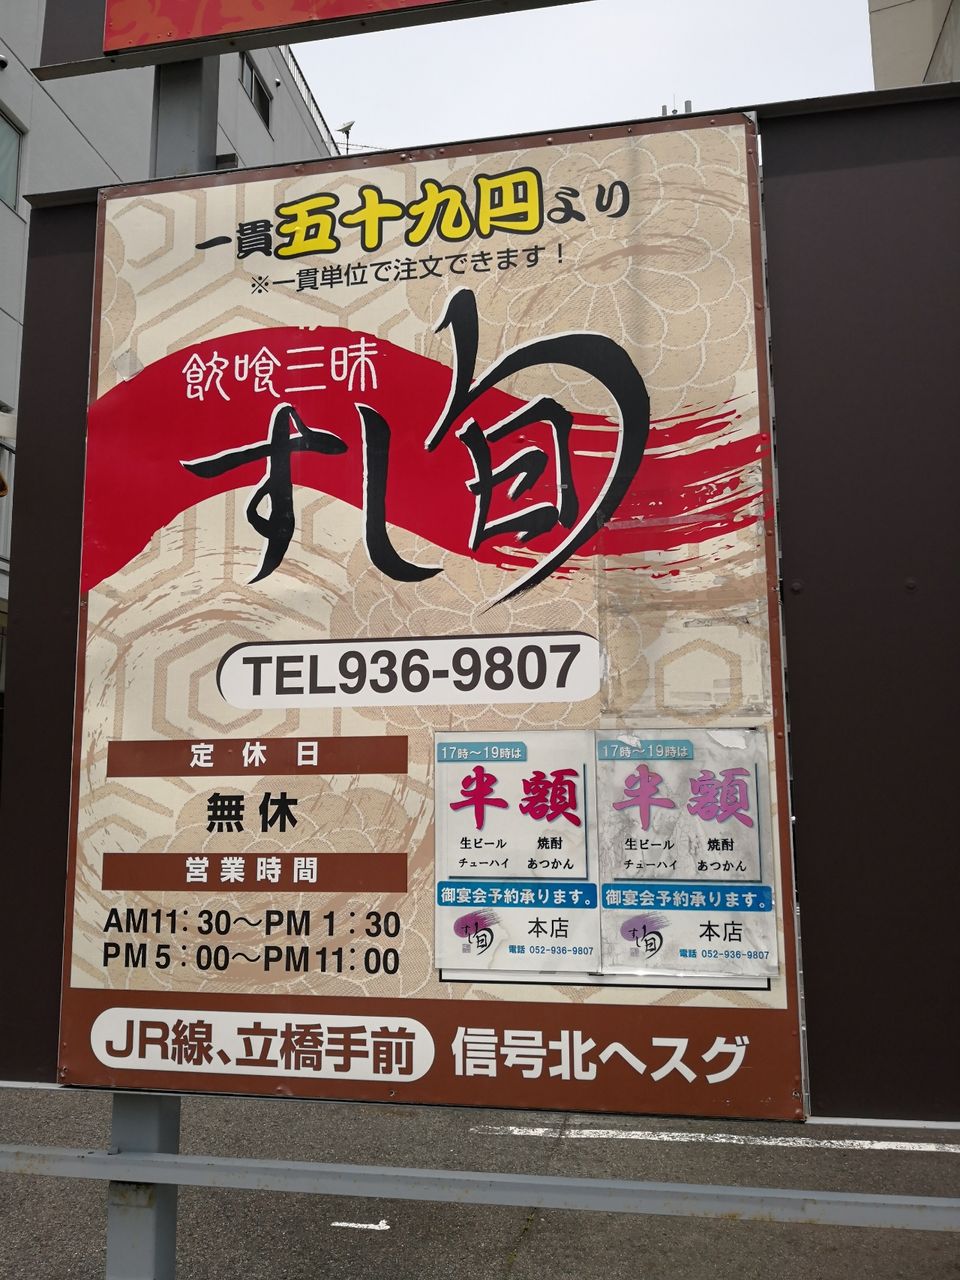 一貫五十九円より
※一貫単位で注文できます！
飲喰三昧
すし旬
TEL936-9807
定休日
無休
営業時間
AM11:30〜PM1:30
PM5:00〜PM11:00
17時〜19時は
半額
生ビール 焼酎
チューハイ あつかん
御宴会予約承ります。
すし旬 本店
電話 052-936-9807
17時〜19時は
半額
生ビール 焼酎
チューハイ あつかん
御宴会予約承ります。
すし旬 本店
電話 052-936-9807
JR線、立橋手前 信号北へスグ